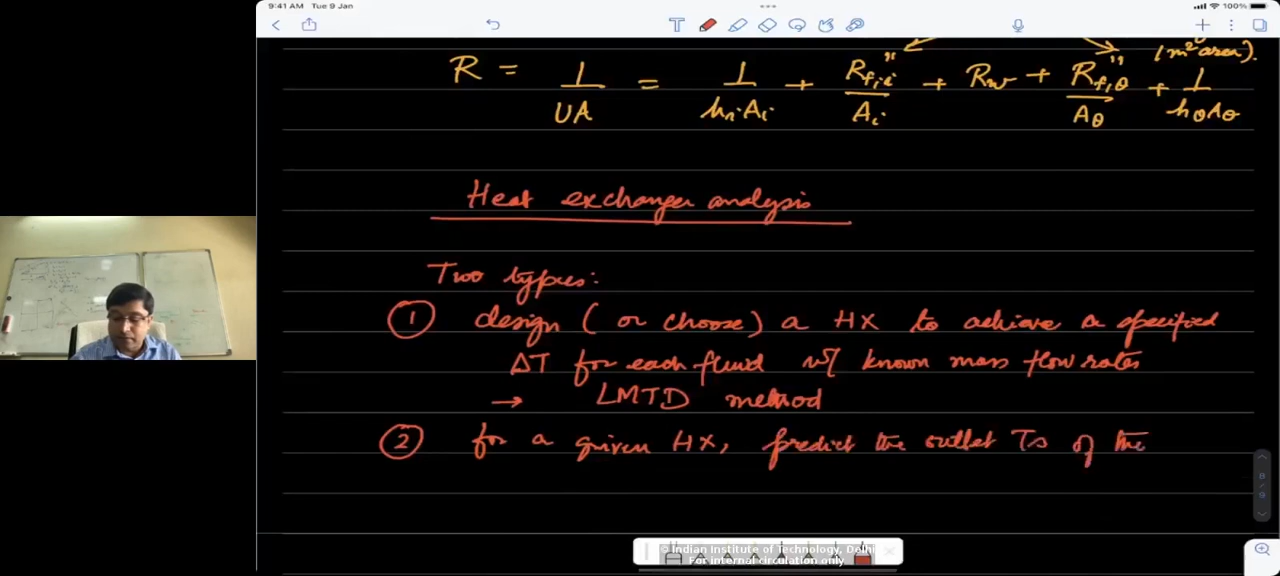 9:41 AM Tue 9 Jan
100%
(m² area).
R = 1/UA = 1/hᵢAᵢ + R″f,i/Aᵢ + Rw + R″f,o/Ao + 1/hoAo
Heat exchanger analysis
Two types:
① design (or choose) a HX to achieve a specified
ΔT for each fluid w/ known mass flow rates
→ LMTD method
② for a given HX, predict the outlet Ts of the
8/9
© Indian Institute of Technology, Delhi
For internal circulation only